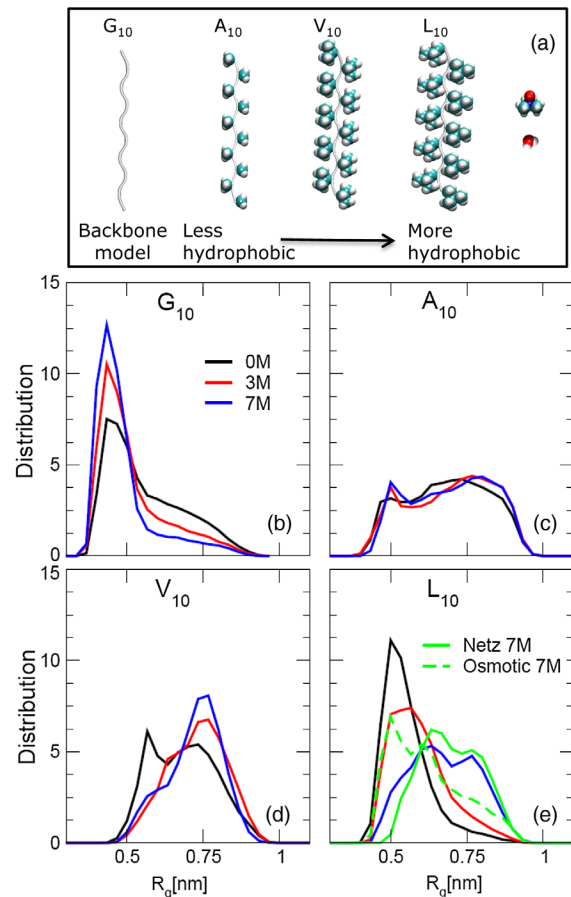 G10 A10 V10 L10 (a)
Backbone model
Less hydrophobic
More hydrophobic
G10
0M
3M
7M
(b)
Distribution
0
5
10
15
A10
(c)
V10
(d)
Distribution
0
5
10
15
0.5 0.75 1
Rg[nm]
L10
Netz 7M
Osmotic 7M
(e)
0.5 0.75 1
Rg[nm]